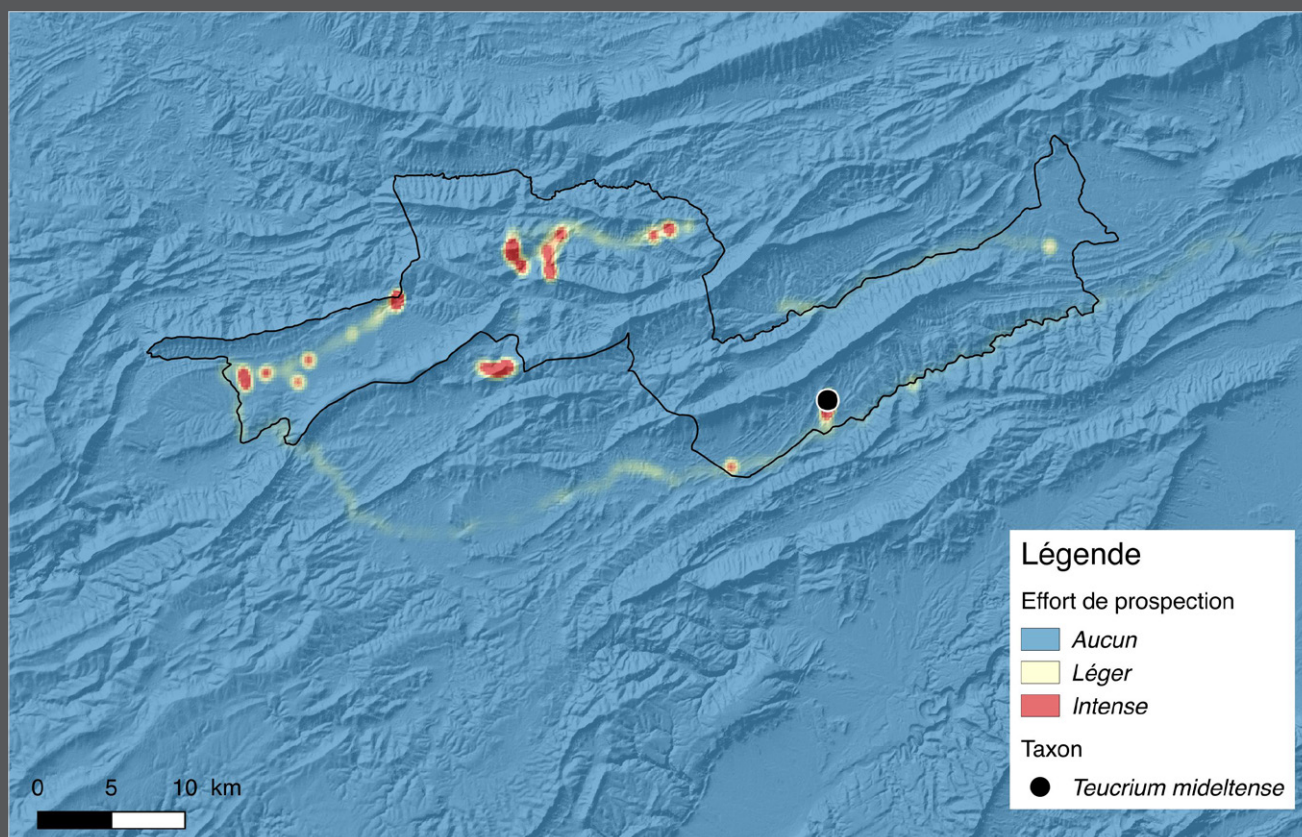 Légende
Effort de prospection
Aucun
Léger
Intense
Taxon
Teucrium mideltense
0 5 10 km